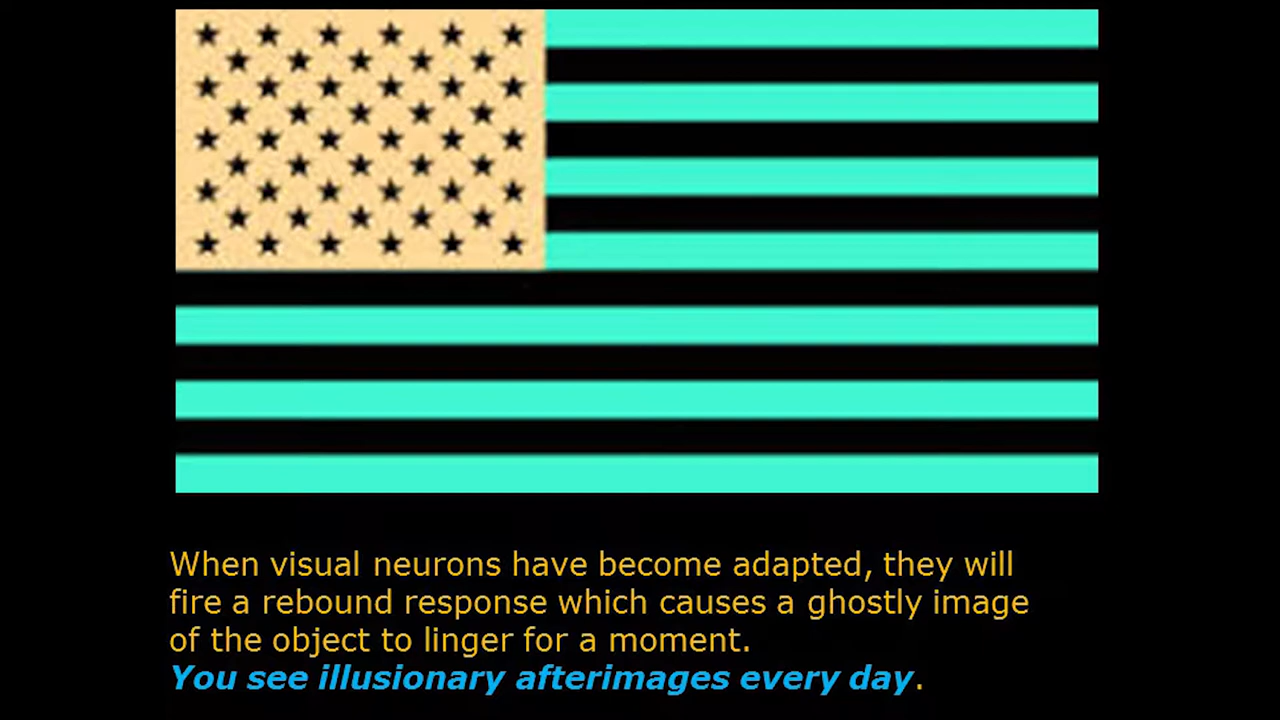 When visual neurons have become adapted, they will
fire a rebound response which causes a ghostly image
of the object to linger for a moment.
You see illusionary afterimages every day.